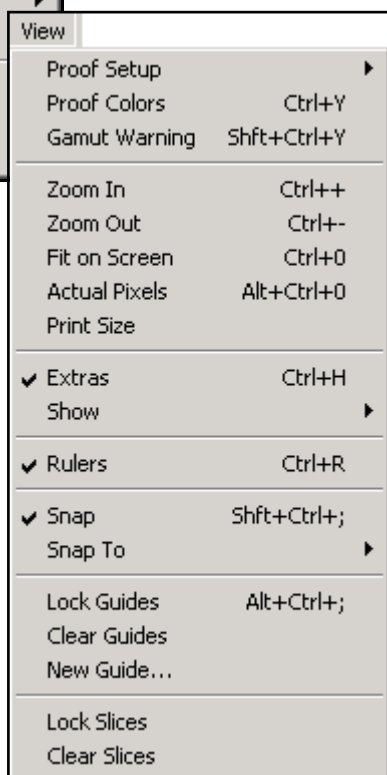 View
Proof Setup
Proof Colors Ctrl+Y
Gamut Warning Shft+Ctrl+Y
Zoom In Ctrl++
Zoom Out Ctrl+-
Fit on Screen Ctrl+0
Actual Pixels Alt+Ctrl+0
Print Size
Extras Ctrl+H
Show
Rulers Ctrl+R
Snap Shft+Ctrl+;
Snap To
Lock Guides Alt+Ctrl+;
Clear Guides
New Guide...
Lock Slices
Clear Slices